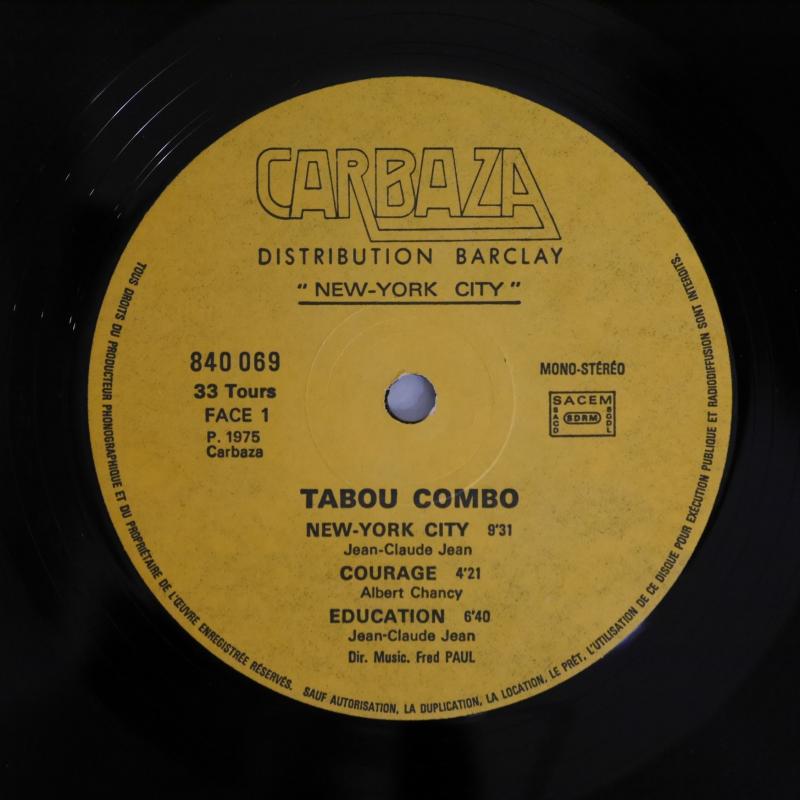 CARBAZA
DISTRIBUTION BARCLAY
"NEW-YORK CITY"
840 069
33 Tours
FACE 1
P. 1975
Carbaza
MONO-STÉRÉO
SACEM
SACD
SDRM
SGDL
TABOU COMBO
NEW-YORK CITY 9'31
Jean-Claude Jean
COURAGE 4'21
Albert Chancy
EDUCATION 6'40
Jean-Claude Jean
Dir. Music. Fred PAUL
TOUS DROITS DU PRODUCTEUR PHONOGRAPHIQUE ET DU PROPRIÉTAIRE DE L'ŒUVRE ENREGISTRÉE RÉSERVÉS. SAUF AUTORISATION, LA DUPLICATION, LA LOCATION, LE PRÊT, L'UTILISATION DE CE DISQUE POUR EXÉCUTION PUBLIQUE ET RADIODIFFUSION SONT INTERDITS.